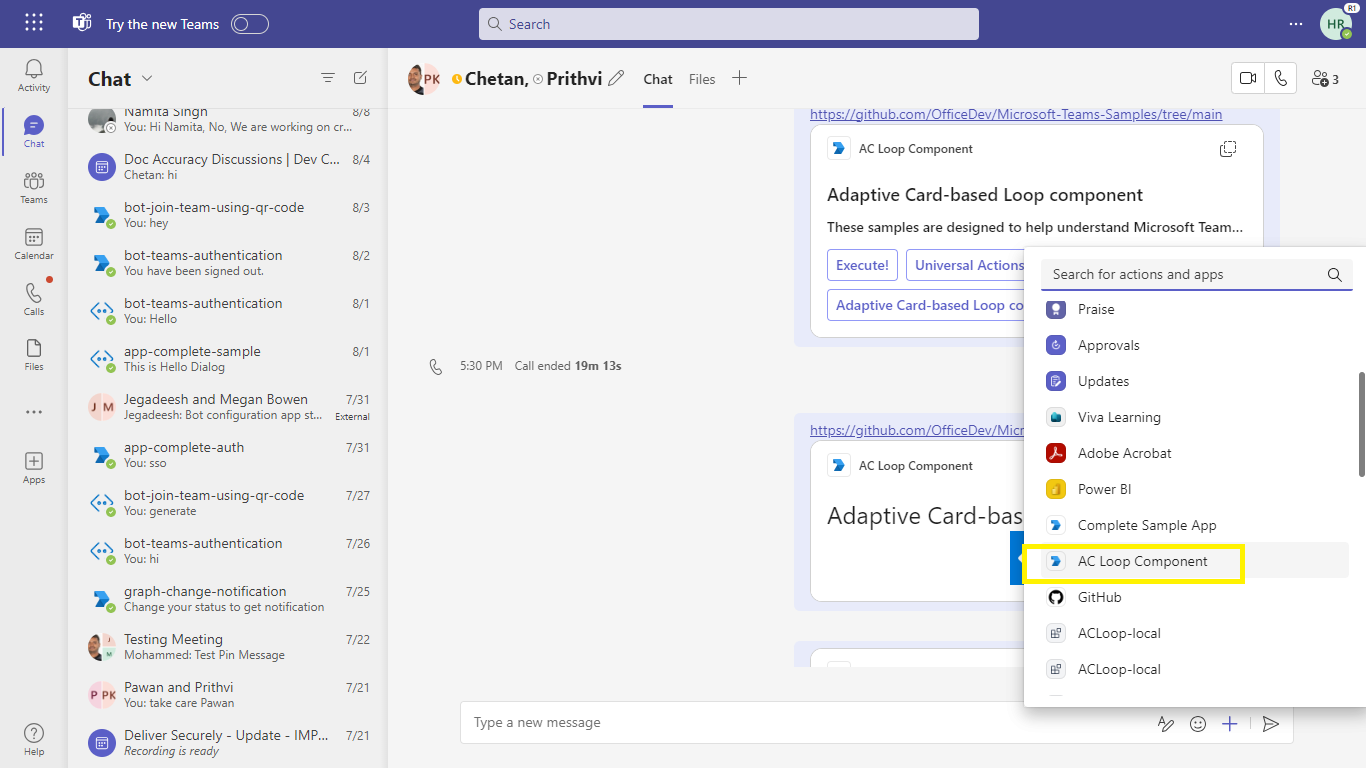 Try the new Teams
Search
HR
R1
Activity
Chat
Teams
Calendar
Calls
Files
Apps
Help
Chat
Namita Singh 8/8
You: Hi Namita, No, We are working on cr...
Doc Accuracy Discussions | Dev C... 8/4
Chetan: hi
bot-join-team-using-qr-code 8/3
You: hey
bot-teams-authentication 8/2
You have been signed out.
bot-teams-authentication 8/1
You: Hello
app-complete-sample 8/1
This is Hello Dialog
J M
Jegadeesh and Megan Bowen 7/31
Jegadeesh: Bot configuration app st... External
app-complete-auth 7/31
You: sso
bot-join-team-using-qr-code 7/27
You: generate
bot-teams-authentication 7/26
You: hi
graph-change-notification 7/25
Change your status to get notification
J
M
Testing Meeting 7/22
Mohammed: Test Pin Message
P PK
Pawan and Prithvi 7/21
You: take care Pawan
Deliver Securely - Update - IMP... 7/21
Recording is ready
PK
Chetan, Prithvi
Chat Files
3
https://github.com/OfficeDev/Microsoft-Teams-Samples/tree/main
AC Loop Component
Adaptive Card-based Loop component
These samples are designed to help understand Microsoft Team...
Execute! Universal Actions
Adaptive Card-based Loop co
5:30 PM Call ended 19m 13s
https://github.com/OfficeDev/Micr
AC Loop Component
Adaptive Card-bas
Type a new message
Search for actions and apps
Praise
Approvals
Updates
Viva Learning
Adobe Acrobat
Power BI
Complete Sample App
AC Loop Component
GitHub
ACLoop-local
ACLoop-local